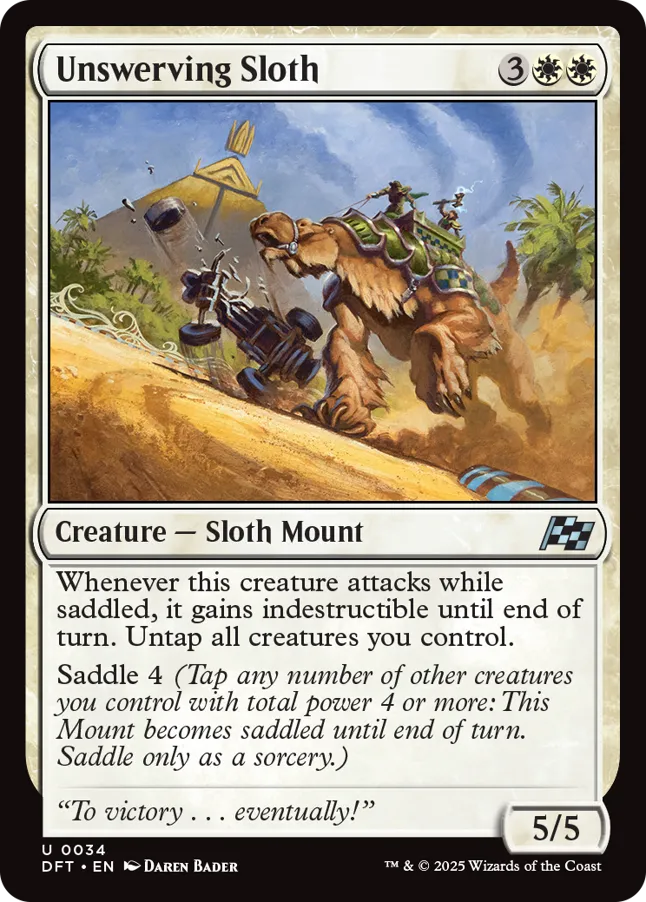 Unswerving Sloth 3
Creature — Sloth Mount
Whenever this creature attacks while
saddled, it gains indestructible until end of
turn. Untap all creatures you control.
Saddle 4 (Tap any number of other creatures
you control with total power 4 or more: This
Mount becomes saddled until end of turn.
Saddle only as a sorcery.)
“To victory . . . eventually!”
5/5
U 0034
DFT • EN DAREN BADER
™ & © 2025 Wizards of the Coast